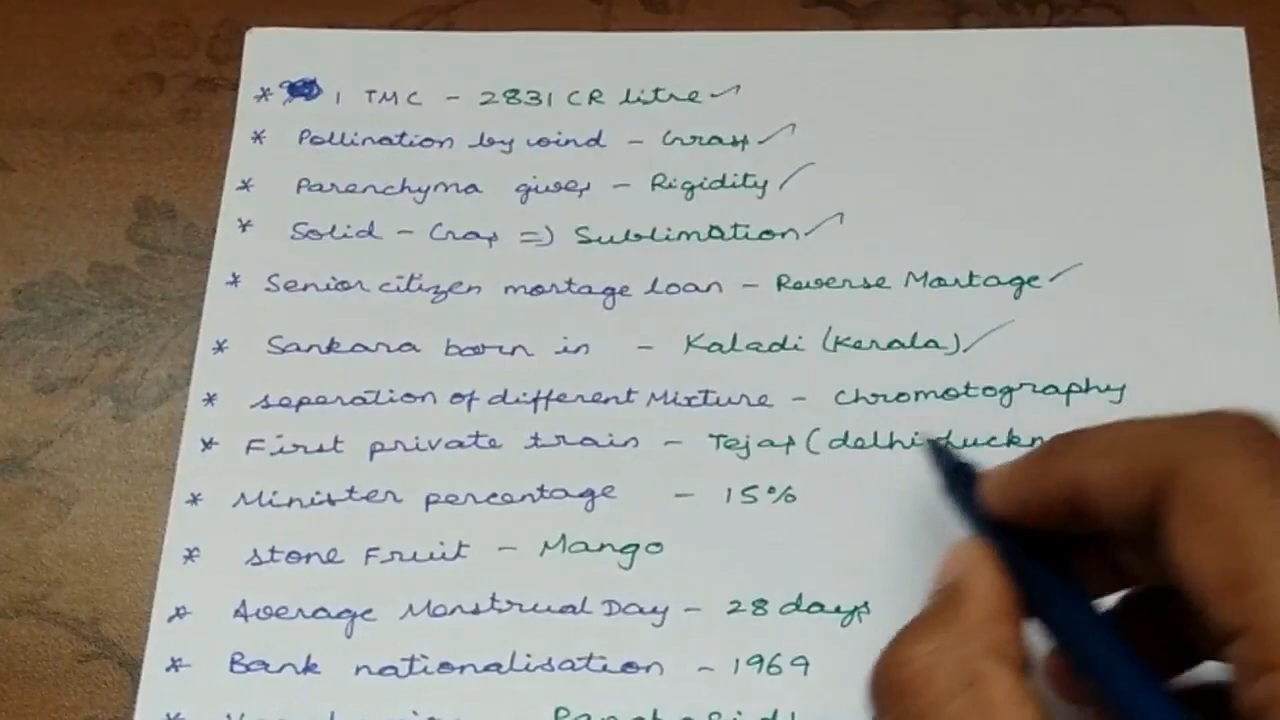 * 1 TMC - 2831 CR litre
* Pollination by wind - Grass
* Parenchyma gives - Rigidity
* Solid - Gas => Sublimation
* Senior citizen mortage loan - Reverse Mortage
* Sankara born in - Kaladi (Kerala)
* seperation of different Mixture - Chromotography
* First private train - Tejas (delhi
* Minister percentage - 15%
* stone Fruit - Mango
* Average Menstrual Day - 28 days
* Bank nationalisation - 1969